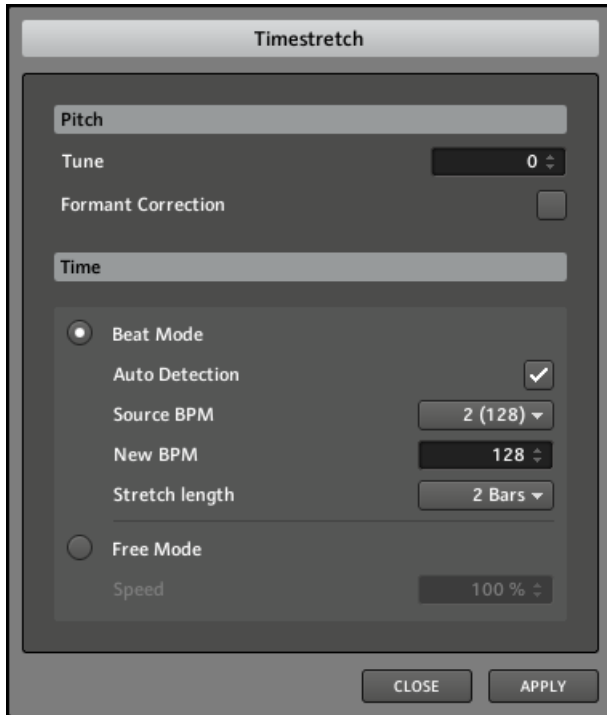 Timestretch
Pitch
Tune 0
Formant Correction
Time
Beat Mode
Auto Detection
Source BPM 2 (128)
New BPM 128
Stretch length 2 Bars
Free Mode
Speed 100 %
CLOSE APPLY